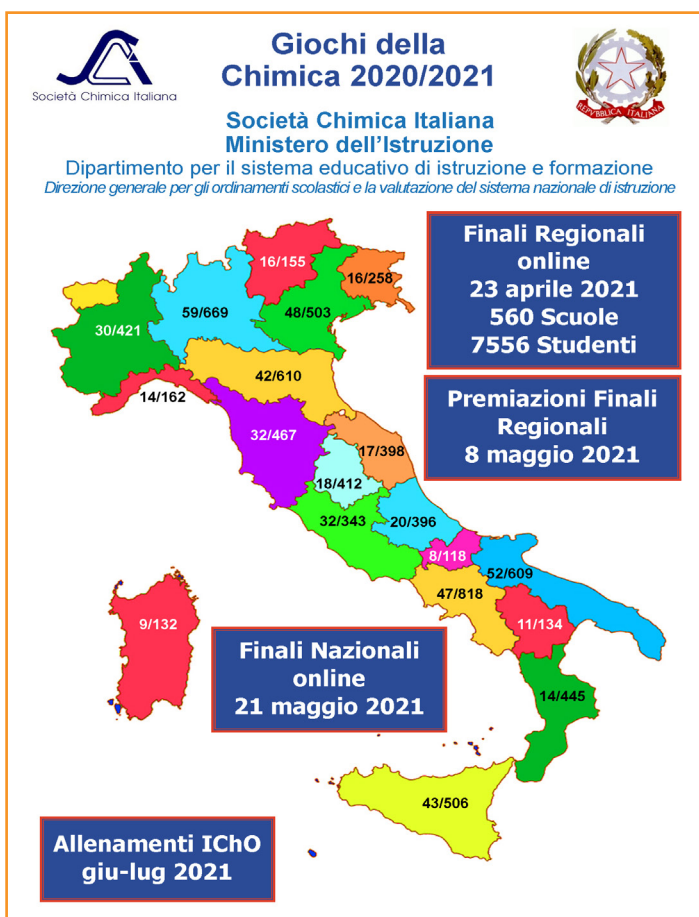 Giochi della
Chimica 2020/2021
Società Chimica Italiana
REPVBBLICA ITALIANA
Società Chimica Italiana
Ministero dell'Istruzione
Dipartimento per il sistema educativo di istruzione e formazione
Direzione generale per gli ordinamenti scolastici e la valutazione del sistema nazionale di istruzione
Finali Regionali
online
23 aprile 2021
560 Scuole
7556 Studenti
16/155
16/258
59/669
48/503
30/421
42/610
14/162
Premiazioni Finali
Regionali
8 maggio 2021
32/467
17/398
18/412
32/343
20/396
8/118
52/609
47/818
11/134
9/132
Finali Nazionali
online
21 maggio 2021
14/445
43/506
Allenamenti IChO
giu-lug 2021